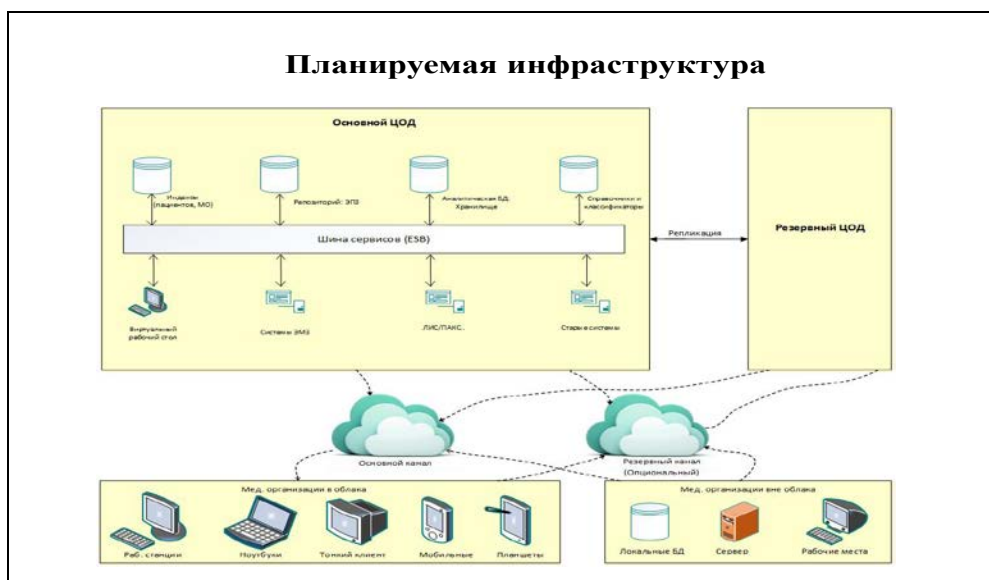 Планируемая инфраструктура
Основной ЦОД
Индексы
(пациентов, МО)
Репозиторий: ЭПЗ
Аналитическая БД.
Хранилище
Справочники и
классификаторы
Шина сервисов (ESB)
Репликация
Резервный ЦОД
Виртуальный
рабочий стол
Системы ЭМЗ
ЛИС/ПАКС..
Старые системы
Основной канал
Резервный канал
(Опциональный)
Мед. организации в облака
Раб. станции
Ноутбуки
Тонкий клиент
Мобильные
Планшеты
Мед. организации вне облака
Локальные БД
Сервер
Рабочие места